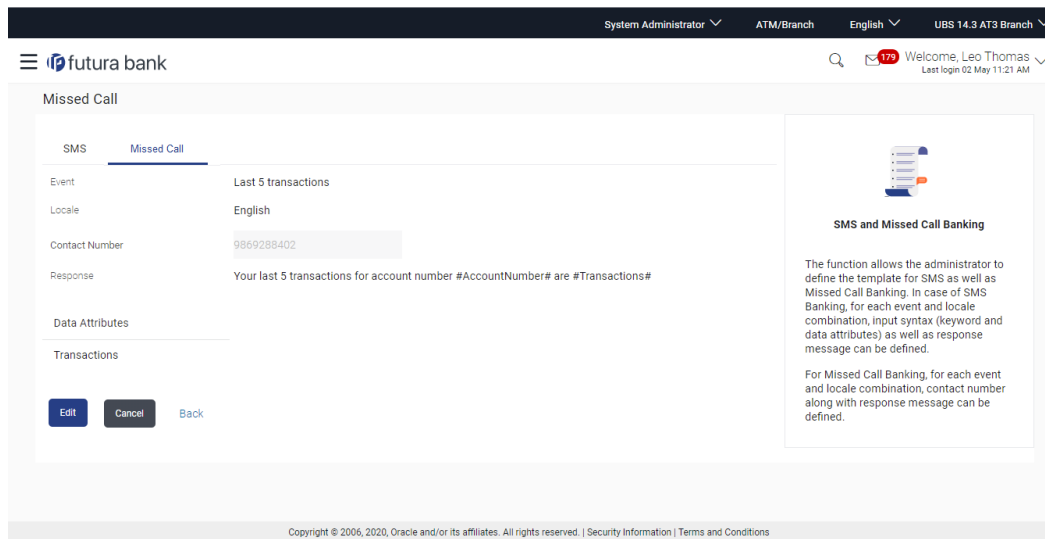 System Administrator ATM/Branch English UBS 14.3 AT3 Branch
futura bank
179
Welcome, Leo Thomas
Last login 02 May 11:21 AM
Missed Call
SMS Missed Call
Event Last 5 transactions
Locale English
Contact Number 9869288402
Response Your last 5 transactions for account number #AccountNumber# are #Transactions#
Data Attributes
Transactions
Edit Cancel Back
SMS and Missed Call Banking
The function allows the administrator to
define the template for SMS as well as
Missed Call Banking. In case of SMS
Banking, for each event and locale
combination, input syntax (keyword and
data attributes) as well as response
message can be defined.
For Missed Call Banking, for each event
and locale combination, contact number
along with response message can be
defined.
Copyright © 2006, 2020, Oracle and/or its affiliates. All rights reserved. | Security Information | Terms and Conditions